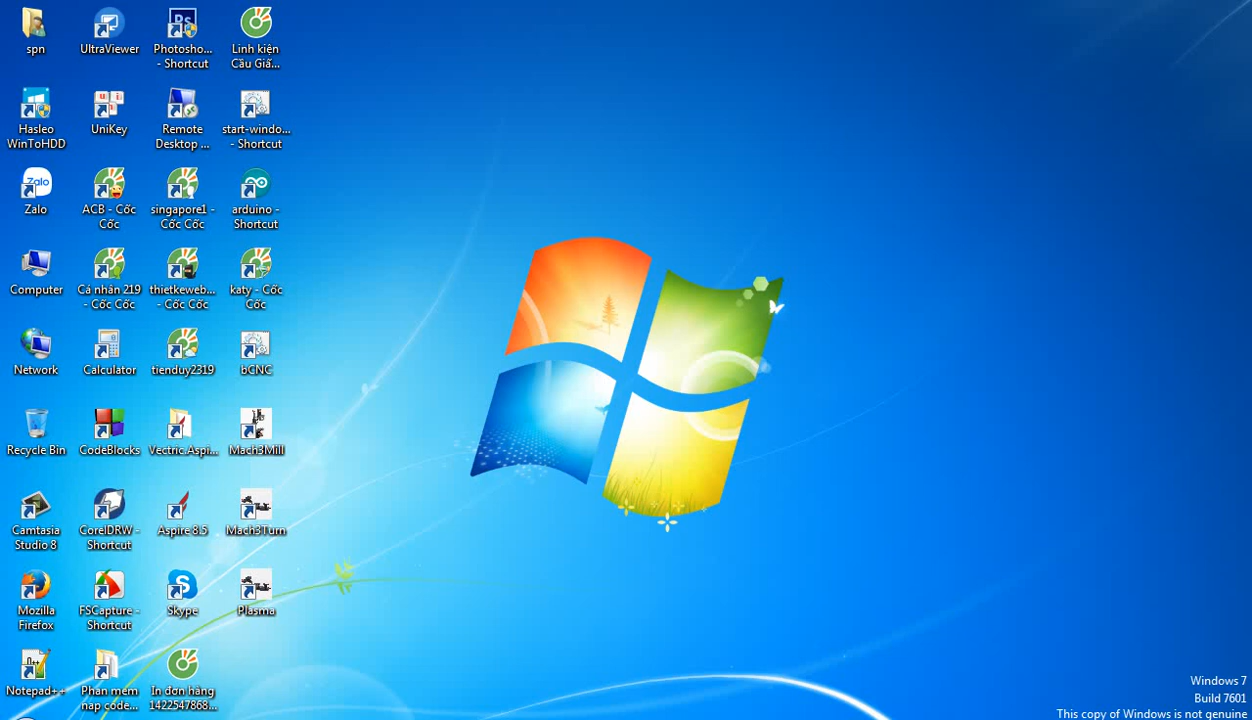 spn
UltraViewer
Photosho...
- Shortcut
Linh kiện
Cầu Giấ...
Hasleo
WinToHDD
UniKey
Remote
Desktop ...
start-windo...
- Shortcut
Zalo
ACB - Cốc
Cốc
singapore1 -
Cốc Cốc
arduino -
Shortcut
Computer
Cá nhân 219
- Cốc Cốc
thietkeweb...
- Cốc Cốc
katy - Cốc
Cốc
Network
Calculator
tienduy2319
bCNC
Recycle Bin
CodeBlocks
Vectric.Aspi...
Mach3Mill
Camtasia
Studio 8
CorelDRW -
Shortcut
Aspire 8.5
Mach3Turn
Mozilla
Firefox
FSCapture -
Shortcut
Skype
Plasma
Notepad++
Phần mềm
nạp code...
In đơn hàng
1422547868...
Windows 7
Build 7601
This copy of Windows is not genuine